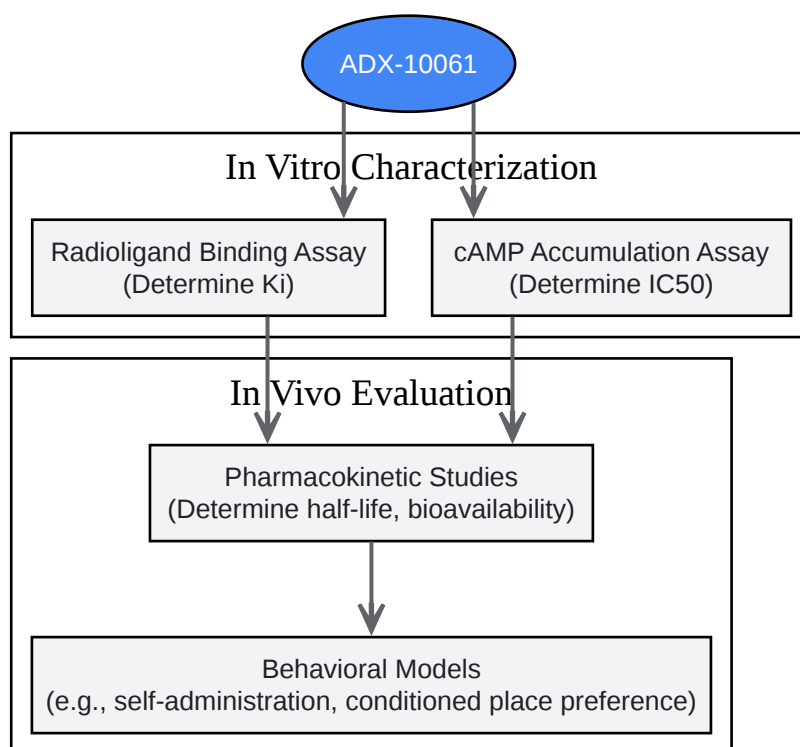 ADX-10061
In Vitro Characterization
Radioligand Binding Assay
(Determine Ki)
cAMP Accumulation Assay
(Determine IC50)
In Vivo Evaluation
Pharmacokinetic Studies
(Determine half-life, bioavailability)
Behavioral Models
(e.g., self-administration, conditioned place preference)